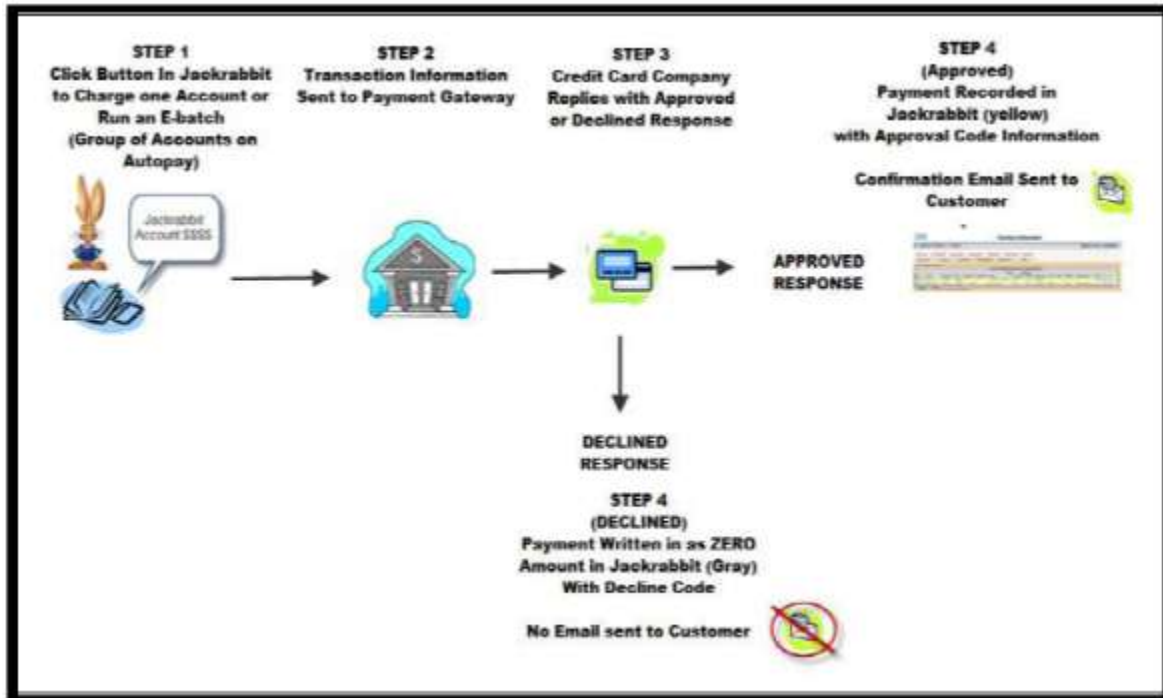 STEP 1
Click Button In Jackrabbit
to Charge one Account or
Run an E-batch
(Group of Accounts on
Autopay)
Jackrabbit
Account $$$$
STEP 2
Transaction Information
Sent to Payment Gateway
$
STEP 3
Credit Card Company
Replies with Approved
or Declined Response
STEP 4
(Approved)
Payment Recorded in
Jackrabbit (yellow)
with Approval Code Information
Confirmation Email Sent to
Customer
APPROVED
RESPONSE
DECLINED
RESPONSE
STEP 4
(DECLINED)
Payment Written in as ZERO
Amount in Jackrabbit (Gray)
With Decline Code
No Email sent to Customer